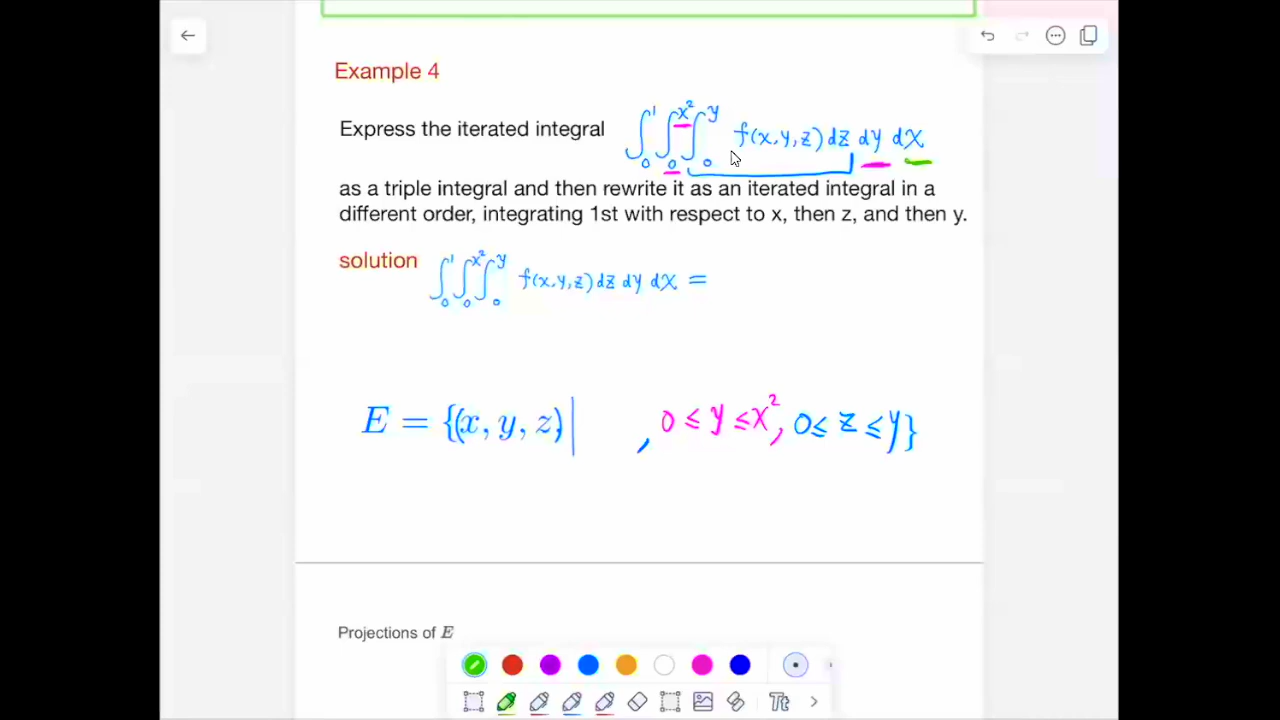 Example 4
Express the iterated integral ∫₀¹ ∫₀^{x²} ∫₀^y f(x,y,z) dz dy dx
as a triple integral and then rewrite it as an iterated integral in a
different order, integrating 1st with respect to x, then z, and then y.
solution ∫₀¹ ∫₀^{x²} ∫₀^y f(x,y,z) dz dy dx =
E = {(x, y, z)| , 0 ≤ y ≤ x², 0 ≤ z ≤ y}
Projections of E
Tt